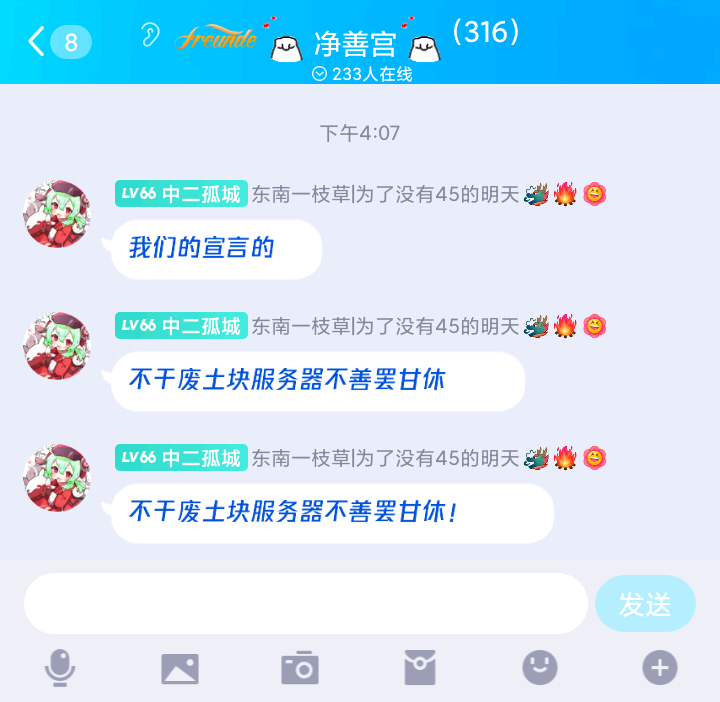 8
freunde
净善宫
(316)
233人在线
下午4:07
LV66 中二孤城 东南一枝草|为了没有45的明天
我们的宣言的
LV66 中二孤城 东南一枝草|为了没有45的明天
不干废土块服务器不善罢甘休
LV66 中二孤城 东南一枝草|为了没有45的明天
不干废土块服务器不善罢甘休!
发送